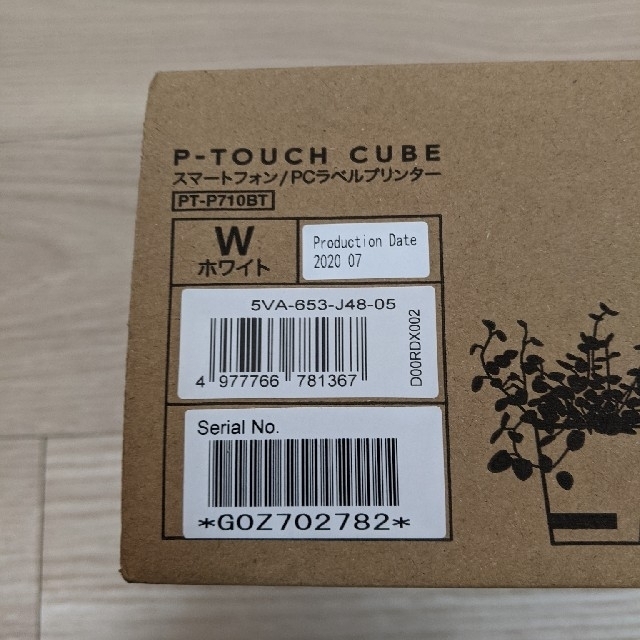 P-TOUCH CUBE
スマートフォン/PCラベルプリンター
PT-P710BT
W
ホワイト
Production Date
2020 07
5VA-653-J48-05
4 977766 781367
D00RDX002
Serial No.
*G0Z702782*